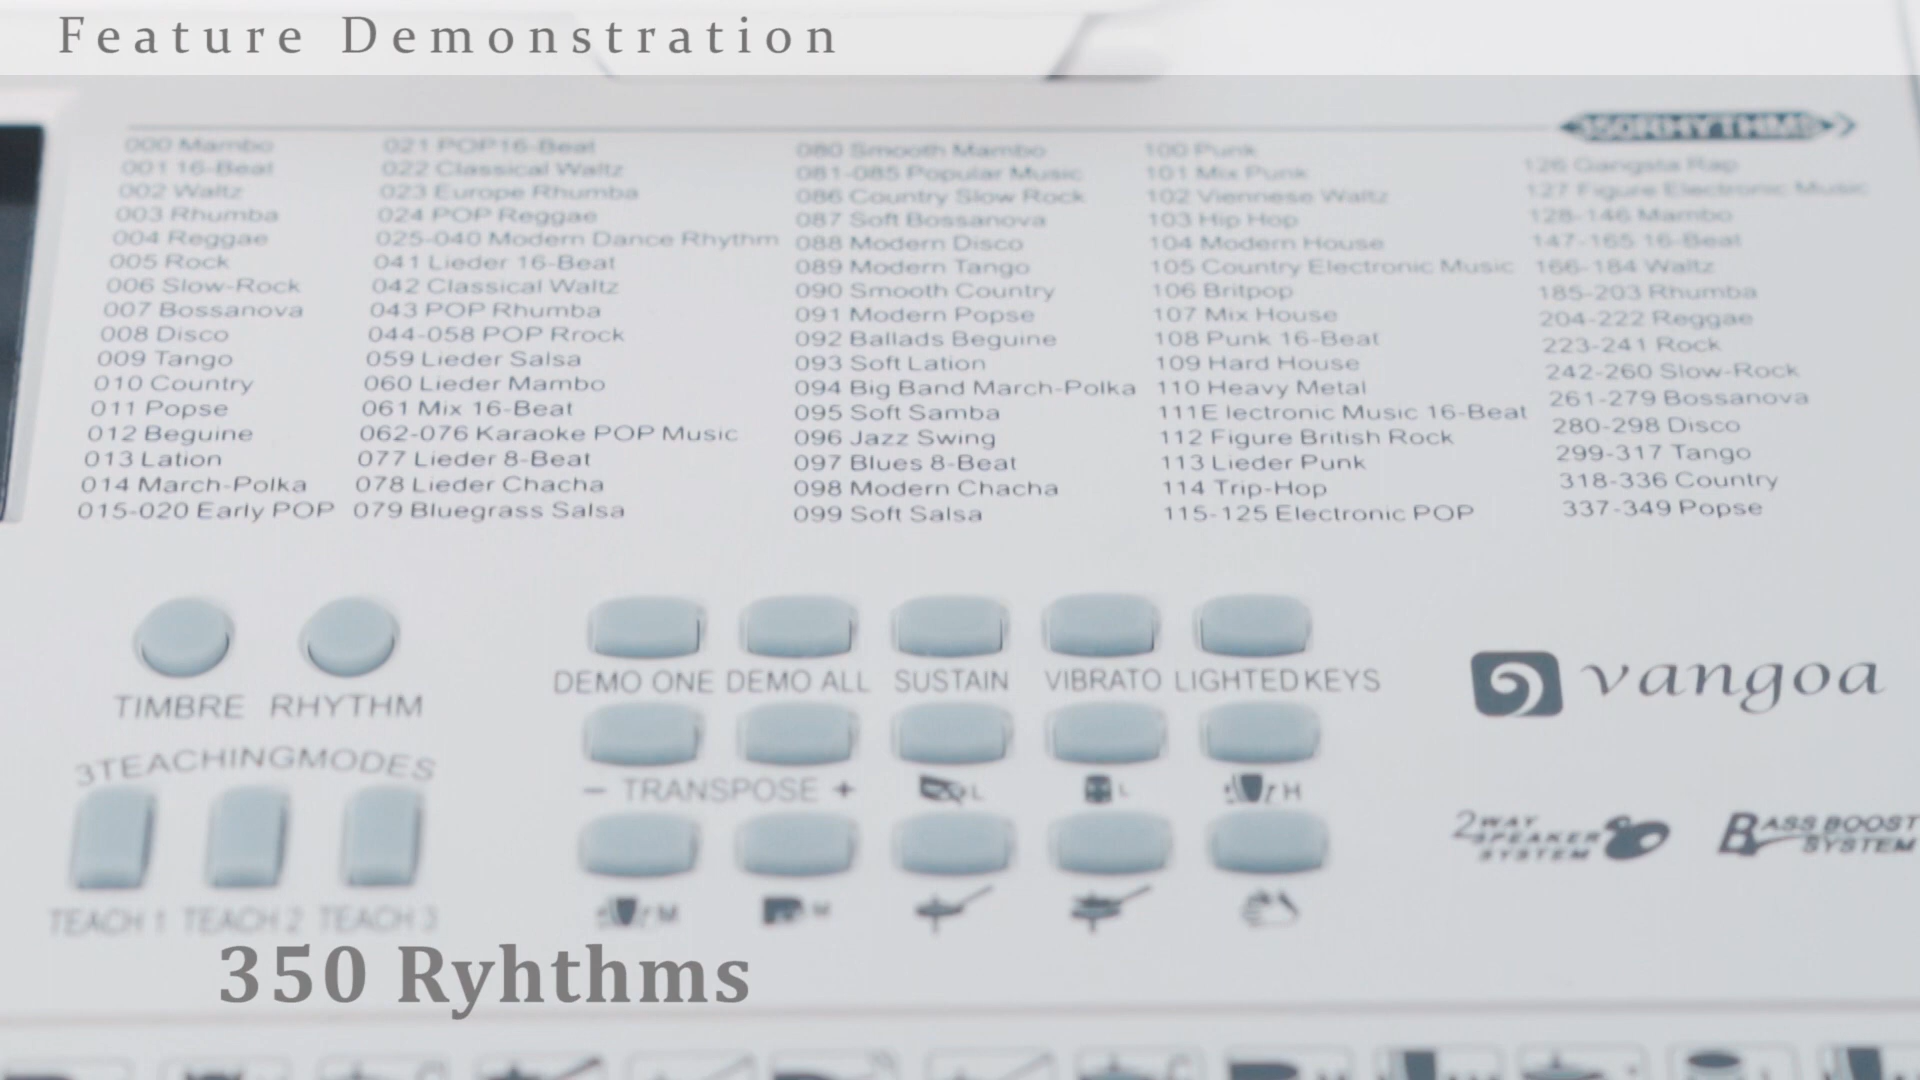 Feature Demonstration
350RHYTHMS
000 Mambo
001 16-Beat
002 Waltz
003 Rhumba
004 Reggae
005 Rock
006 Slow-Rock
007 Bossanova
008 Disco
009 Tango
010 Country
011 Popse
012 Beguine
013 Lation
014 March-Polka
015-020 Early POP
021 POP16-Beat
022 Classical Waltz
023 Europe Rhumba
024 POP Reggae
025-040 Modern Dance Rhythm
041 Lieder 16-Beat
042 Classical Waltz
043 POP Rhumba
044-058 POP Rrock
059 Lieder Salsa
060 Lieder Mambo
061 Mix 16-Beat
062-076 Karaoke POP Music
077 Lieder 8-Beat
078 Lieder Chacha
079 Bluegrass Salsa
080 Smooth Mambo
081-085 Popular Music
086 Country Slow Rock
087 Soft Bossanova
088 Modern Disco
089 Modern Tango
090 Smooth Country
091 Modern Popse
092 Ballads Beguine
093 Soft Lation
094 Big Band March-Polka
095 Soft Samba
096 Jazz Swing
097 Blues 8-Beat
098 Modern Chacha
099 Soft Salsa
100 Punk
101 Mix Punk
102 Viennese Waltz
103 Hip Hop
104 Modern House
105 Country Electronic Music
106 Britpop
107 Mix House
108 Punk 16-Beat
109 Hard House
110 Heavy Metal
111E lectronic Music 16-Beat
112 Figure British Rock
113 Lieder Punk
114 Trip-Hop
115-125 Electronic POP
126 Gangsta Rap
127 Figure Electronic Music
128-146 Mambo
147-165 16-Beat
166-184 Waltz
185-203 Rhumba
204-222 Reggae
223-241 Rock
242-260 Slow-Rock
261-279 Bossanova
280-298 Disco
299-317 Tango
318-336 Country
337-349 Popse
TIMBRE RHYTHM
3TEACHINGMODES
TEACH 1 TEACH 2 TEACH 3
DEMO ONE DEMO ALL SUSTAIN VIBRATO LIGHTED KEYS
- TRANSPOSE + L L H
M M
vangoa
2 WAY SPEAKER SYSTEM
BASS BOOST SYSTEM
350 Ryhthms